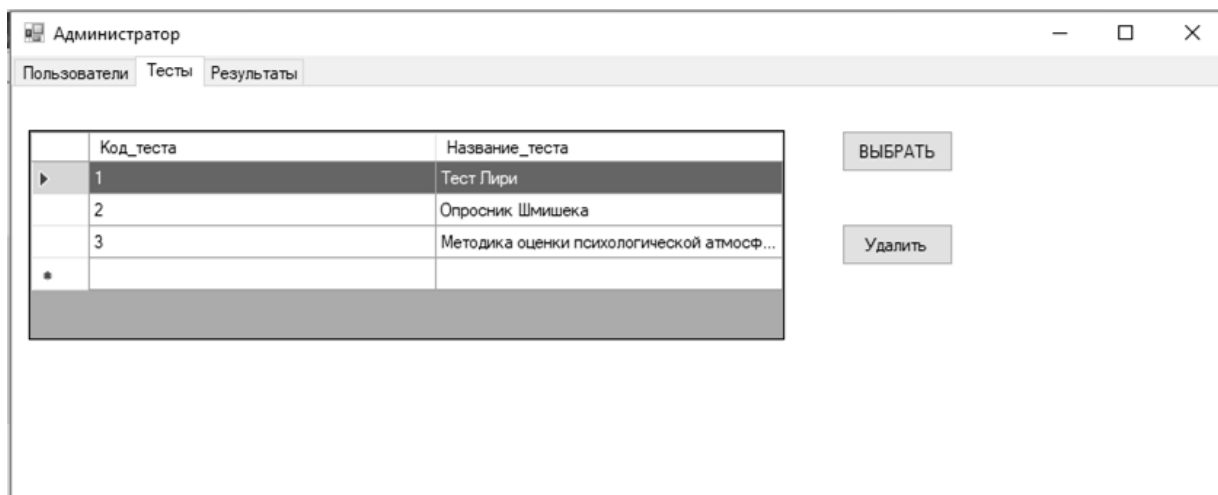 Администратор
Пользователи Тесты Результаты
Код_теста Название_теста ВЫБРАТЬ
1 Тест Лири
2 Опросник Шмишека
3 Методика оценки психологической атмосф... Удалить